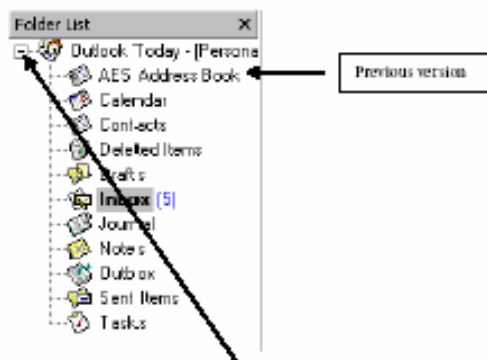 Folder List
Outlook Today - [Persona
AES Address Book
Previous version
Calendar
Contacts
Deleted Items
Drafts
Inbox (5)
Journal
Notes
Outbox
Sent Items
Tasks